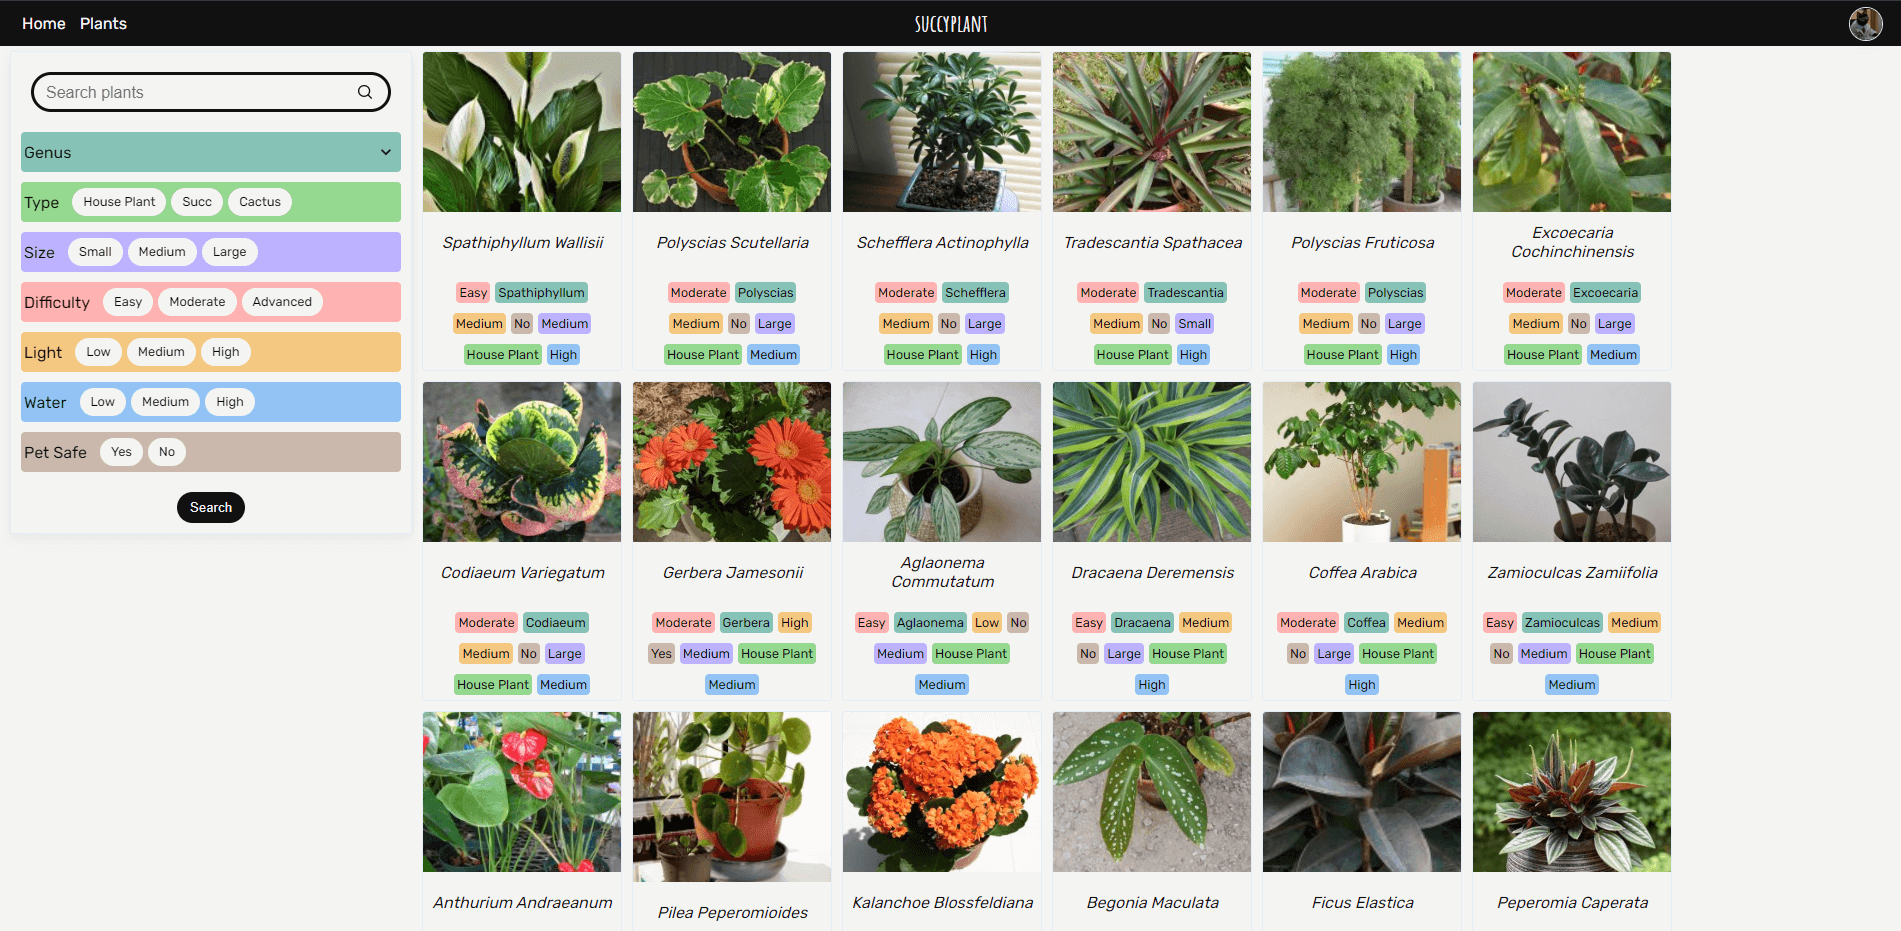 Home Plants
SUCCYPLANT
Search plants
Genus
Type House Plant Succ Cactus
Size Small Medium Large
Difficulty Easy Moderate Advanced
Light Low Medium High
Water Low Medium High
Pet Safe Yes No
Search
Spathiphyllum Wallisii
Easy Spathiphyllum
Medium No Medium
House Plant High
Polyscias Scutellaria
Moderate Polyscias
Medium No Large
House Plant Medium
Schefflera Actinophylla
Moderate Schefflera
Medium No Large
House Plant High
Tradescantia Spathacea
Moderate Tradescantia
Medium No Small
House Plant High
Polyscias Fruticosa
Moderate Polyscias
Medium No Large
House Plant High
Excoecaria
Cochinchinensis
Moderate Excoecaria
Medium No Large
House Plant Medium
Codiaeum Variegatum
Moderate Codiaeum
Medium No Large
House Plant Medium
Gerbera Jamesonii
Moderate Gerbera High
Yes Medium House Plant
Medium
Aglaonema
Commutatum
Easy Aglaonema Low No
Medium House Plant
Medium
Dracaena Deremensis
Easy Dracaena Medium
No Large House Plant
High
Coffea Arabica
Moderate Coffea Medium
No Large House Plant
High
Zamioculcas Zamiifolia
Easy Zamioculcas Medium
No Medium House Plant
Medium
Anthurium Andraeanum
Pilea Peperomioides
Kalanchoe Blossfeldiana
Begonia Maculata
Ficus Elastica
Peperomia Caperata